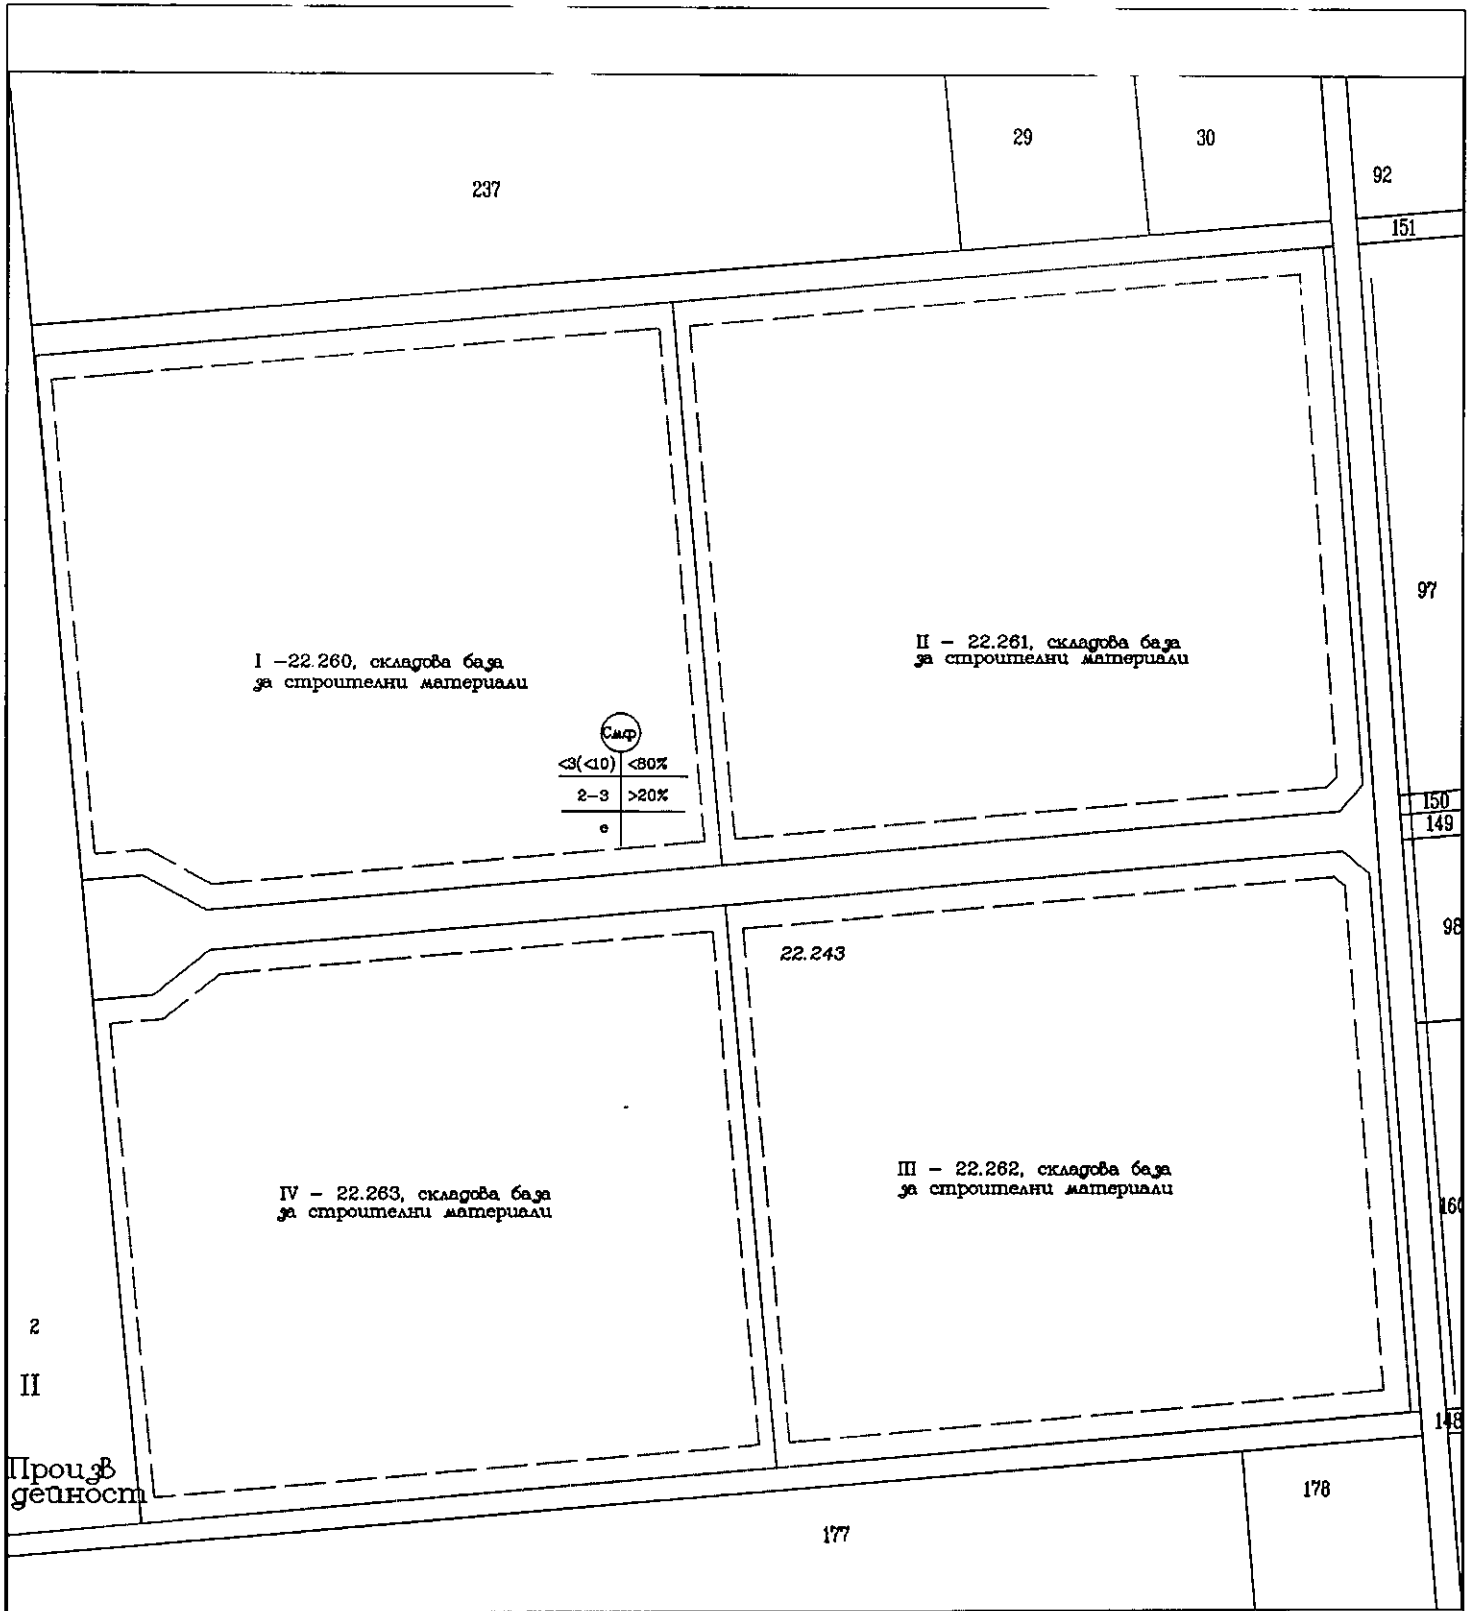 29
30
237
92
151
97
I -22.260, складова база
за строителни материали
II - 22.261, складова база
за строителни материали
Смф
<3(<10) <80%
2-3 >20%
е
150
149
98
22.243
IV - 22.263, складова база
за строителни материали
III - 22.262, складова база
за строителни материали
160
2
II
148
Произв
дейност
178
177